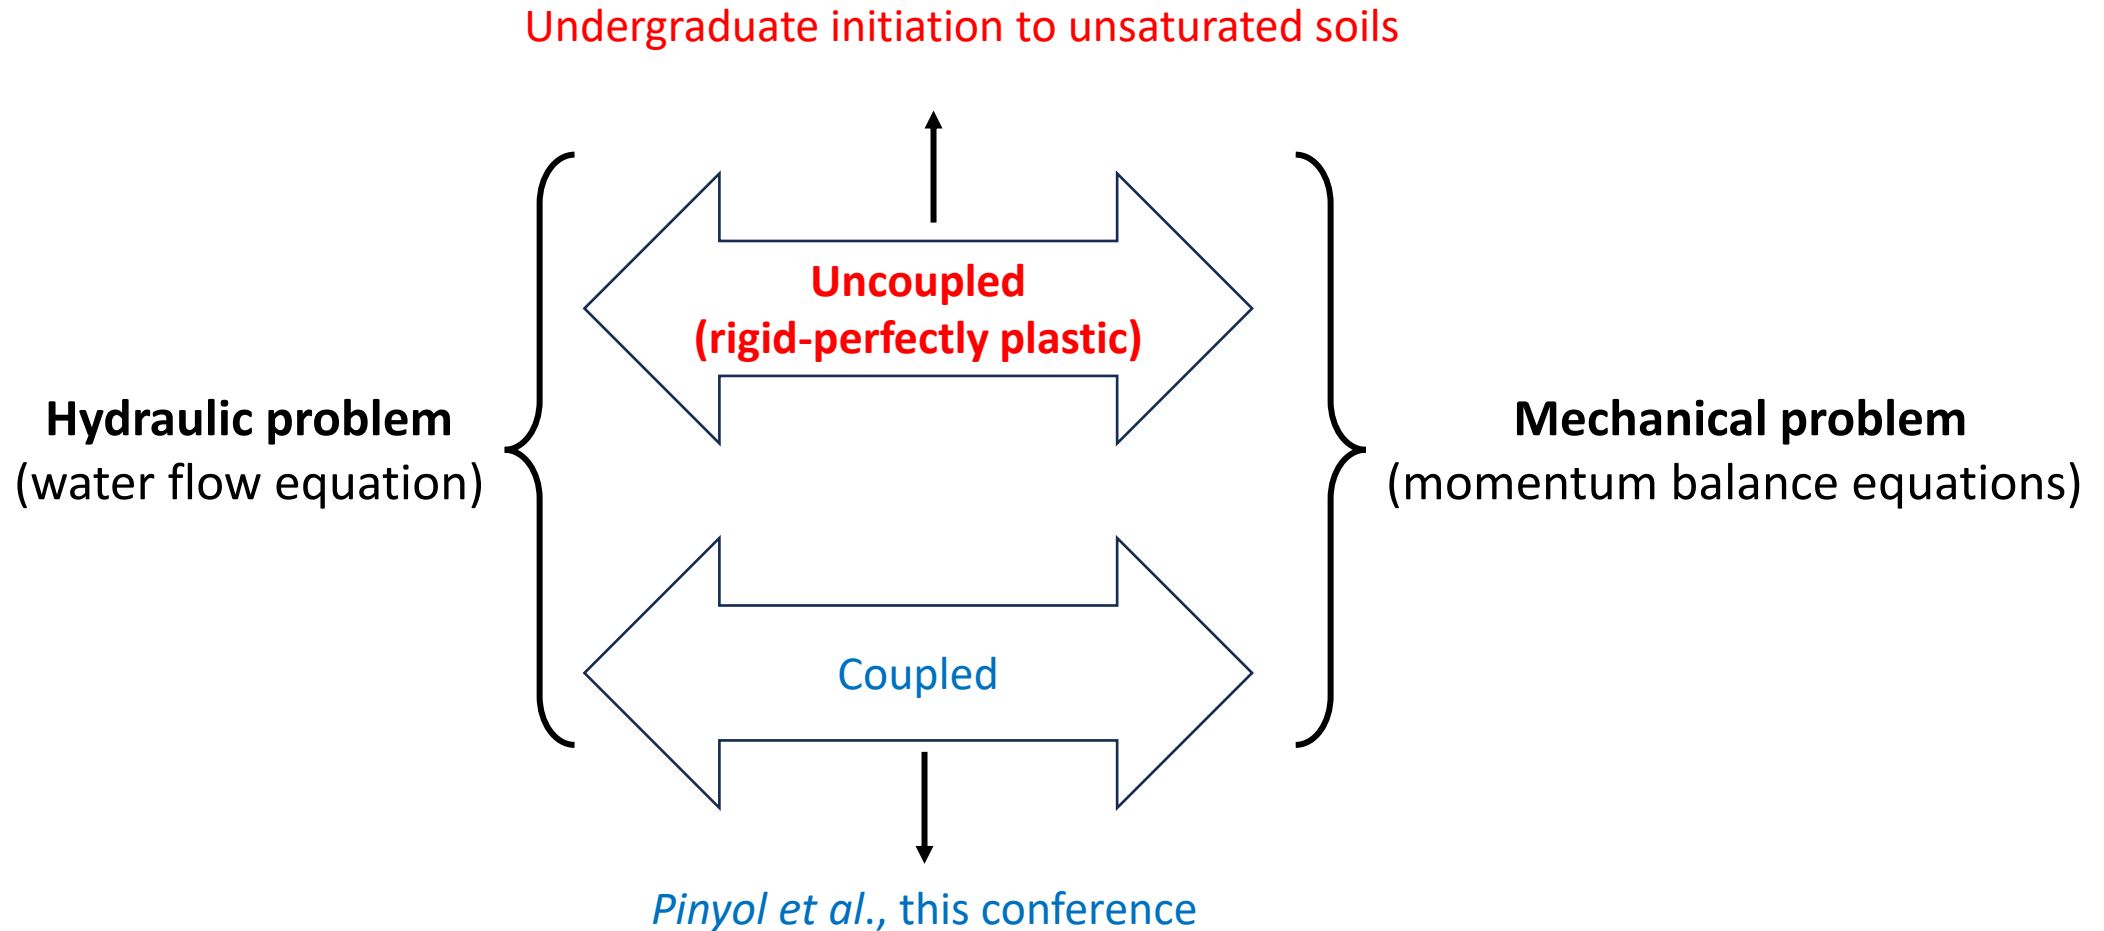 Undergraduate initiation to unsaturated soils
Uncoupled
(rigid-perfectly plastic)
Hydraulic problem
(water flow equation)
Mechanical problem
(momentum balance equations)
Coupled
Pinyol et al., this conference